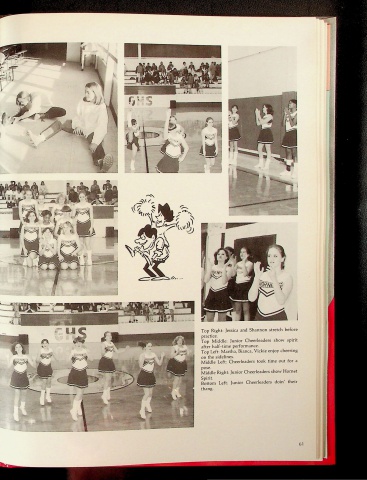 GHS
GHS
Top Right: Jessica and Shannon stretch before
practice.
Top Middle: Junior Cheerleaders show spirit
after half-time performance.
Top Left: Martha, Bianca, Vickie enjoy cheering
on the sidelines.
Middle Left: Cheerleaders took time out for a
pose.
Middle Right: Junior Cheerleaders show Hornet
Spirit.
Bottom Left: Junior Cheerleaders doin' their
thang.